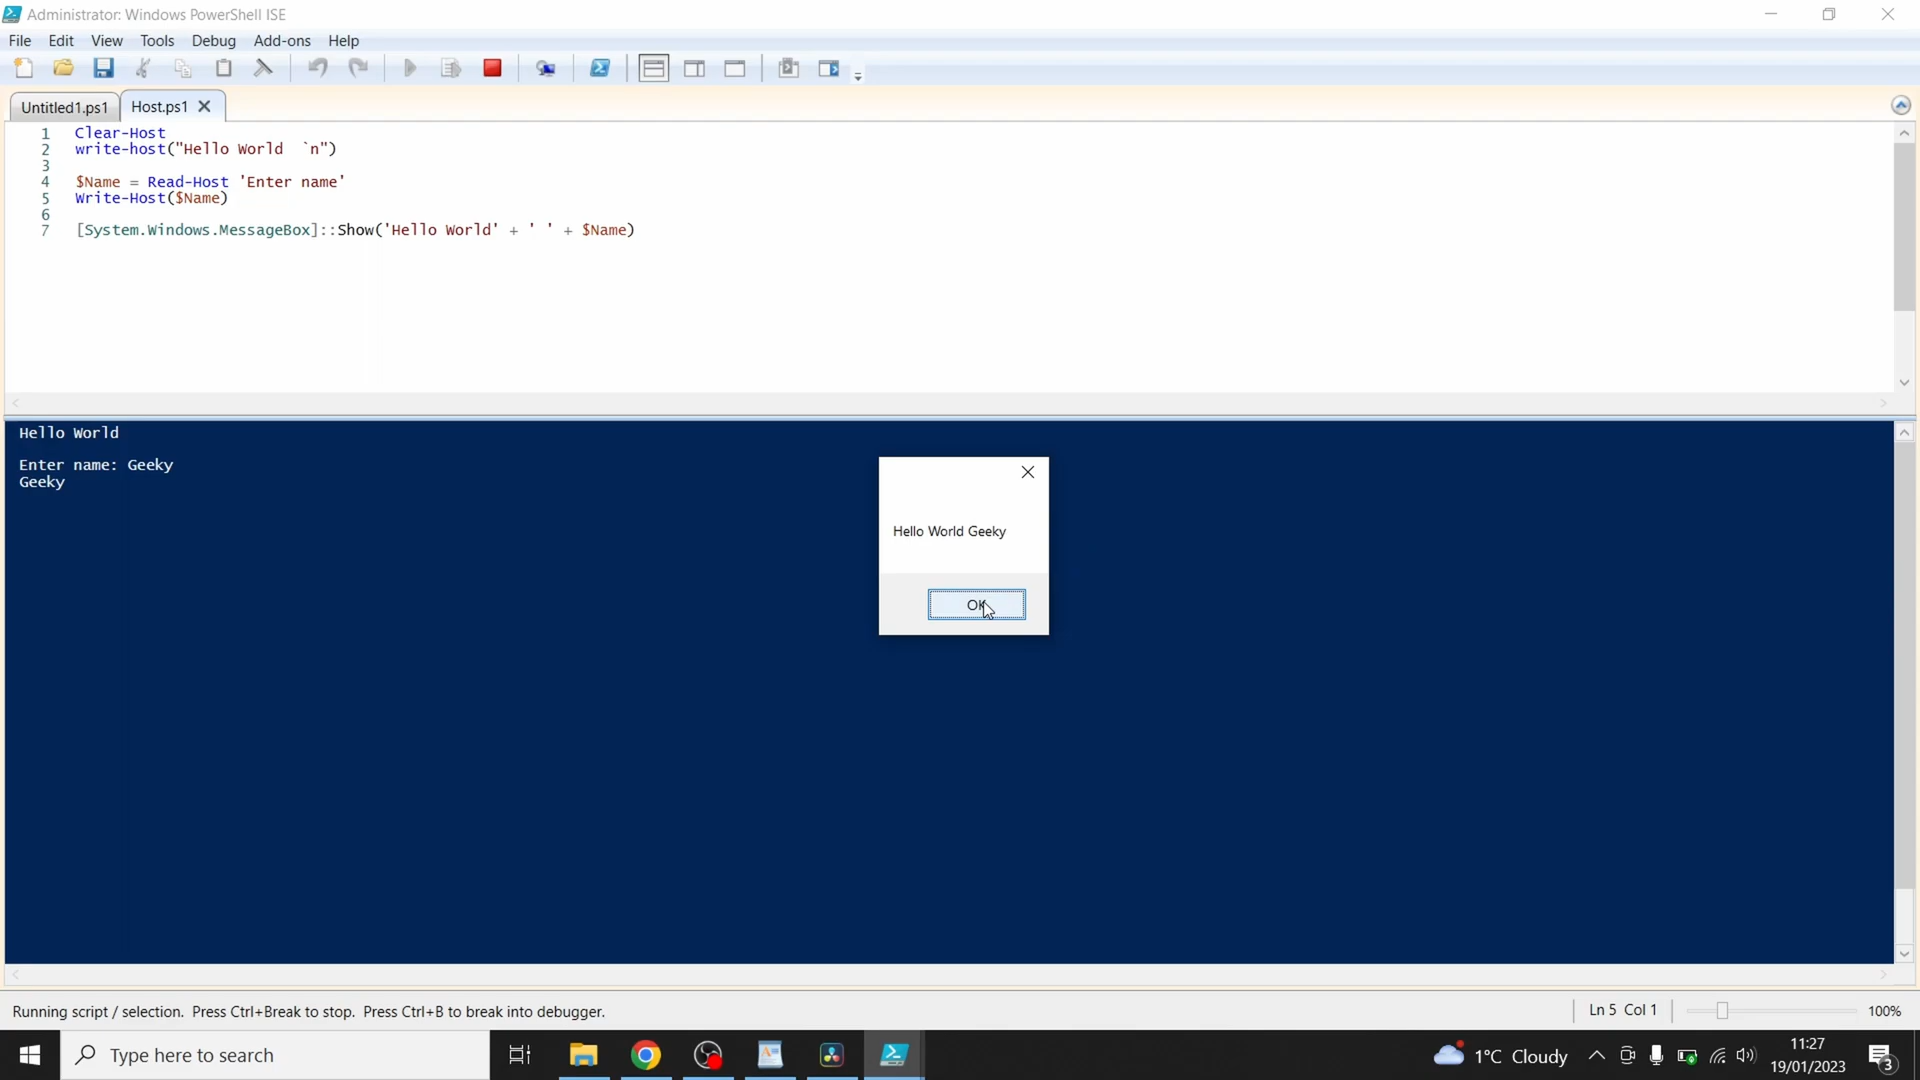 Administrator: Windows PowerShell ISE
File Edit View Tools Debug Add-ons Help
Untitled1.ps1 Host.ps1
1 Clear-Host
2 write-host("Hello World  `n")
3
4 $Name = Read-Host 'Enter name'
5 Write-Host($Name)
6
7 [System.Windows.MessageBox]::Show('Hello World' + ' ' + $Name)
Hello World
Enter name: Geeky
Geeky
Hello World Geeky
OK
Running script / selection. Press Ctrl+Break to stop. Press Ctrl+B to break into debugger.
Ln 5 Col 1
100%
Type here to search
1°C Cloudy
11:27
19/01/2023
3